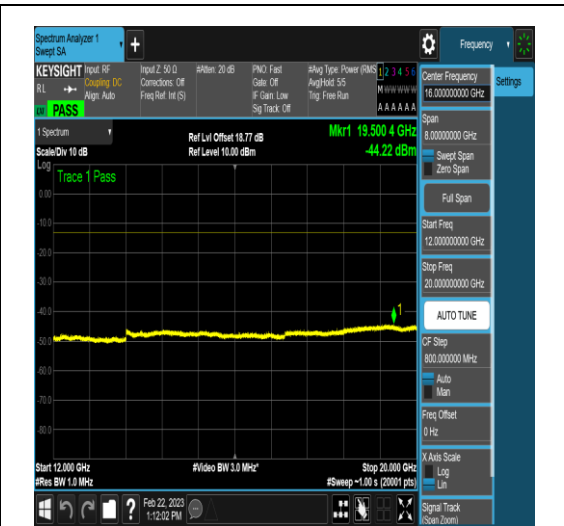 Spectrum Analyzer 1
Swept SA
+
Frequency
KEYSIGHT
RL
PASS
Input: RF
Coupling: DC
Align: Auto
Input Z: 50 Ω
Corrections: Off
Freq Ref: Int (S)
#Atten: 20 dB
PNO: Fast
Gate: Off
IF Gain: Low
Sig Track: Off
#Avg Type: Power (RMS
Avg|Hold: 5/5
Trig: Free Run
1 2 3 4 5 6
M W W W W W
A A A A A A
1 Spectrum
Scale/Div 10 dB
Ref Lvl Offset 18.77 dB
Ref Level 10.00 dBm
Mkr1 19.500 4 GHz
-44.22 dBm
Log
Trace 1 Pass
0.00
-10.0
-20.0
-30.0
-40.0
-50.0
-60.0
-70.0
-80.0
1
Start 12.000 GHz
#Res BW 1.0 MHz
#Video BW 3.0 MHz*
Stop 20.000 GHz
#Sweep ~1.00 s (20001 pts)
Center Frequency
16.000000000 GHz
Settings
Span
8.00000000 GHz
Swept Span
Zero Span
Full Span
Start Freq
12.000000000 GHz
Stop Freq
20.000000000 GHz
AUTO TUNE
CF Step
800.000000 MHz
Auto
Man
Freq Offset
0 Hz
X Axis Scale
Log
Lin
Signal Track
(Span Zoom)
?
Feb 22, 2023
1:12:02 PM